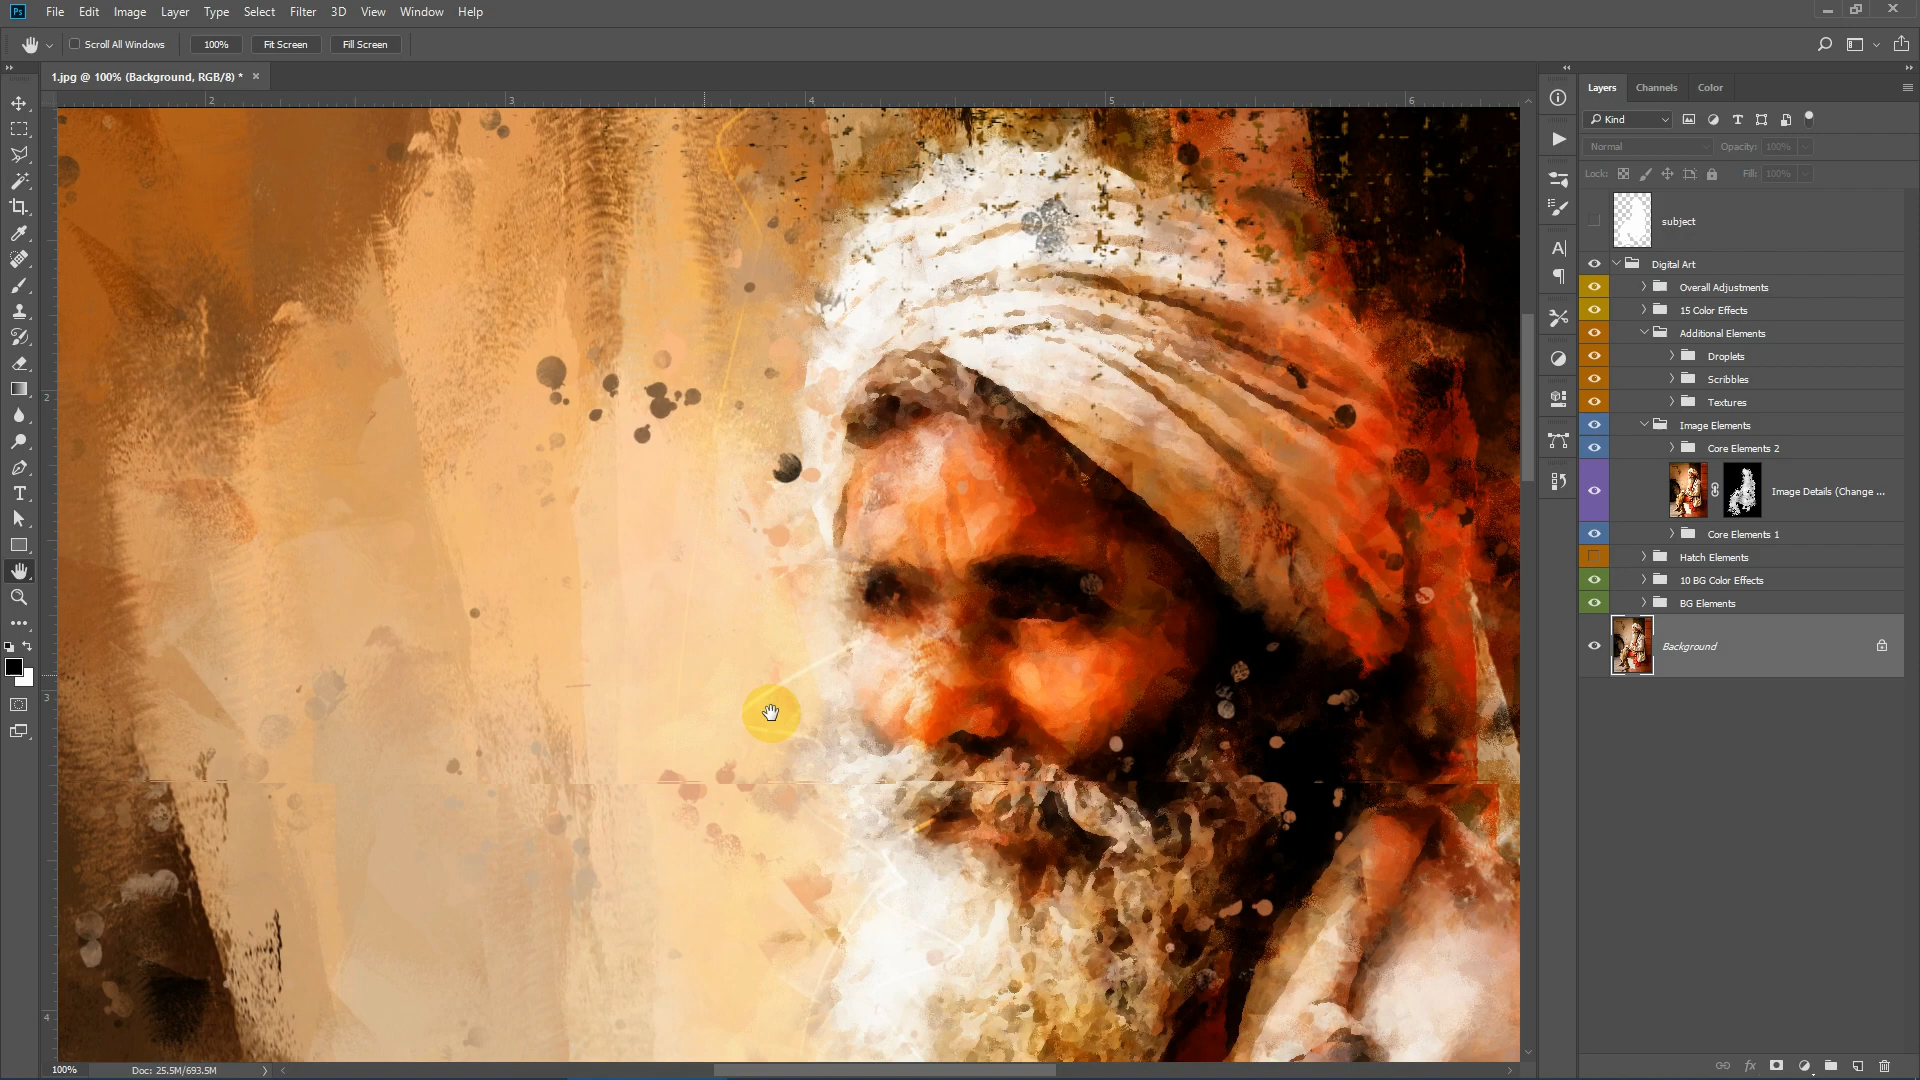 Ps File Edit Image Layer Type Select Filter 3D View Window Help
Scroll All Windows 100% Fit Screen Fill Screen
1.jpg @ 100% (Background, RGB/8) * ×
2 3 4 5 6
2
3
4
Layers Channels Color
Kind
Normal Opacity: 100%
Lock: Fill: 100%
subject
Digital Art
Overall Adjustments
15 Color Effects
Additional Elements
Droplets
Scribbles
Textures
Image Elements
Core Elements 2
Image Details (Change ...
Core Elements 1
Hatch Elements
10 BG Color Effects
BG Elements
Background
100% Doc: 25.5M/693.5M